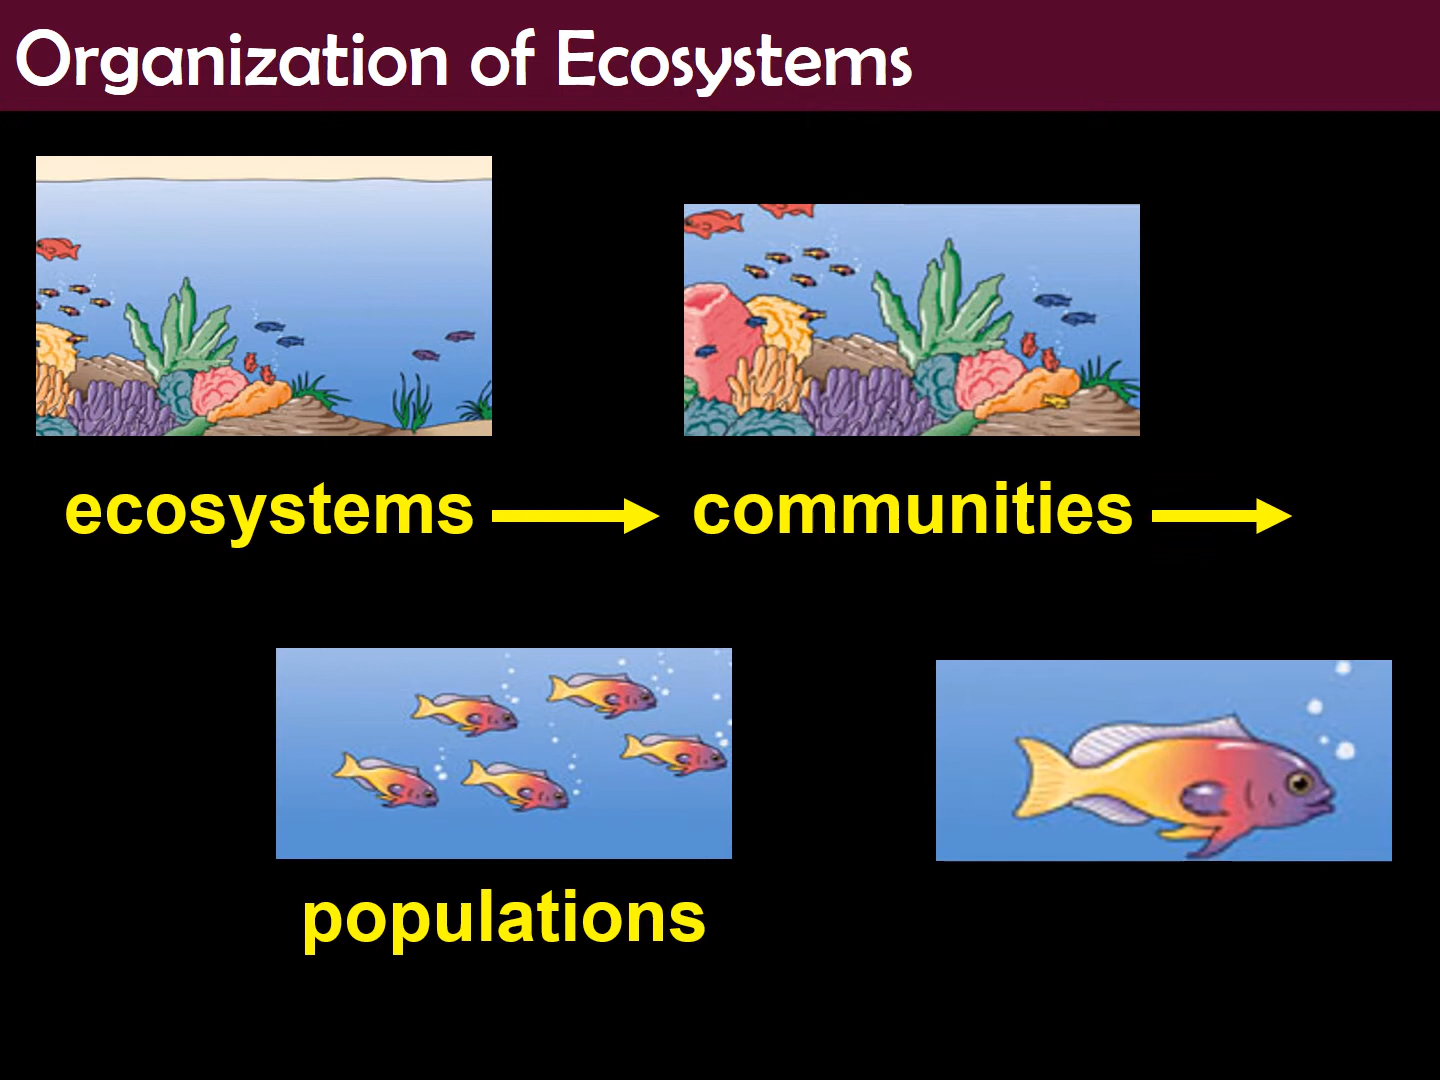 Organization of Ecosystems
ecosystems
communities
populations